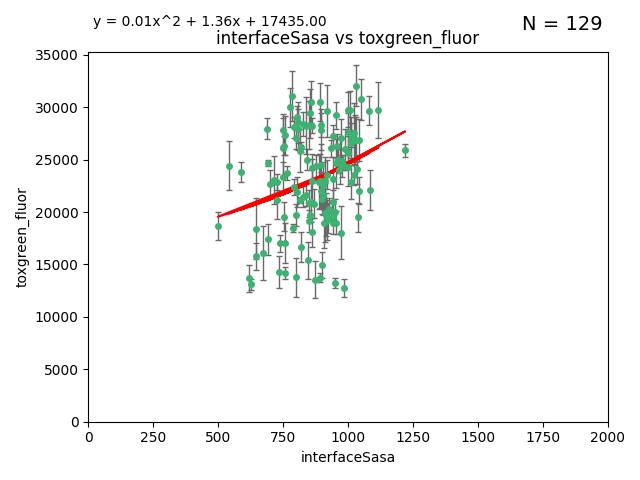 y = 0.01x^2 + 1.36x + 17435.00
N = 129
interfaceSasa vs toxgreen_fluor
35000
30000
25000
20000
15000
10000
5000
0
toxgreen_fluor
0 250 500 750 1000 1250 1500 1750 2000
interfaceSasa